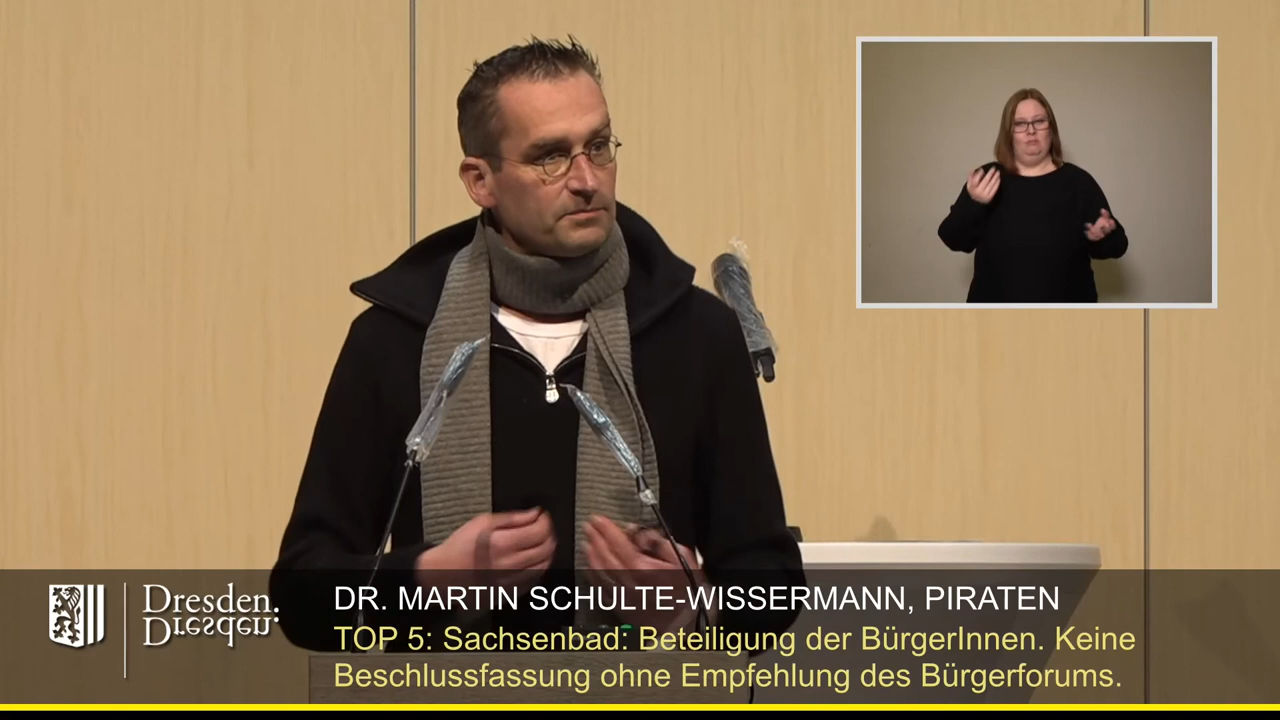 Dresden.
Dresden.
DR. MARTIN SCHULTE-WISSERMANN, PIRATEN
TOP 5: Sachsenbad: Beteiligung der BürgerInnen. Keine
Beschlussfassung ohne Empfehlung des Bürgerforums.